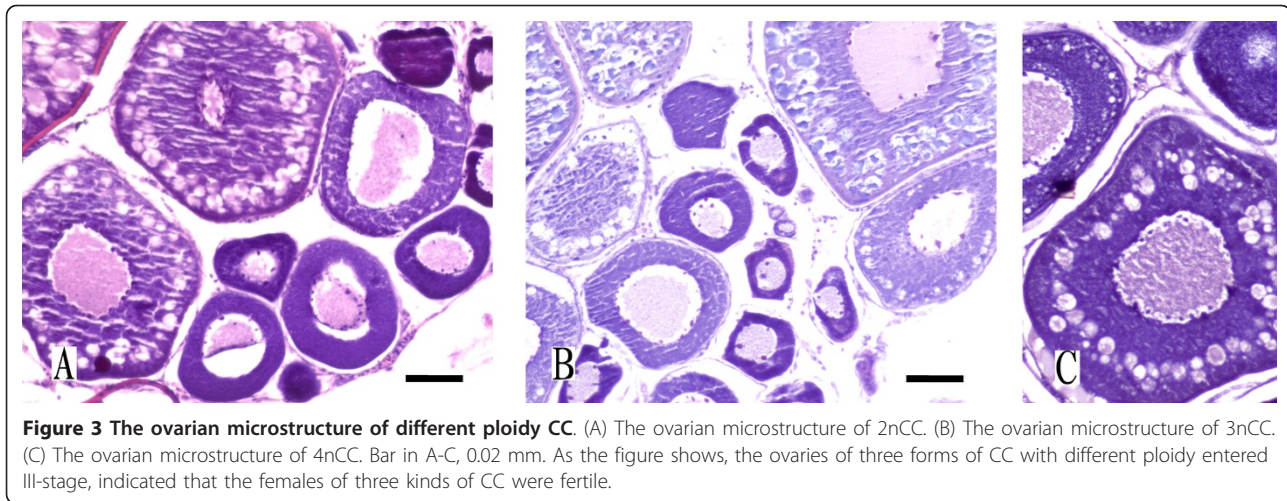 A
B
C
Figure 3 The ovarian microstructure of different ploidy CC. (A) The ovarian microstructure of 2nCC. (B) The ovarian microstructure of 3nCC.
(C) The ovarian microstructure of 4nCC. Bar in A-C, 0.02 mm. As the figure shows, the ovaries of three forms of CC with different ploidy entered
III-stage, indicated that the females of three kinds of CC were fertile.